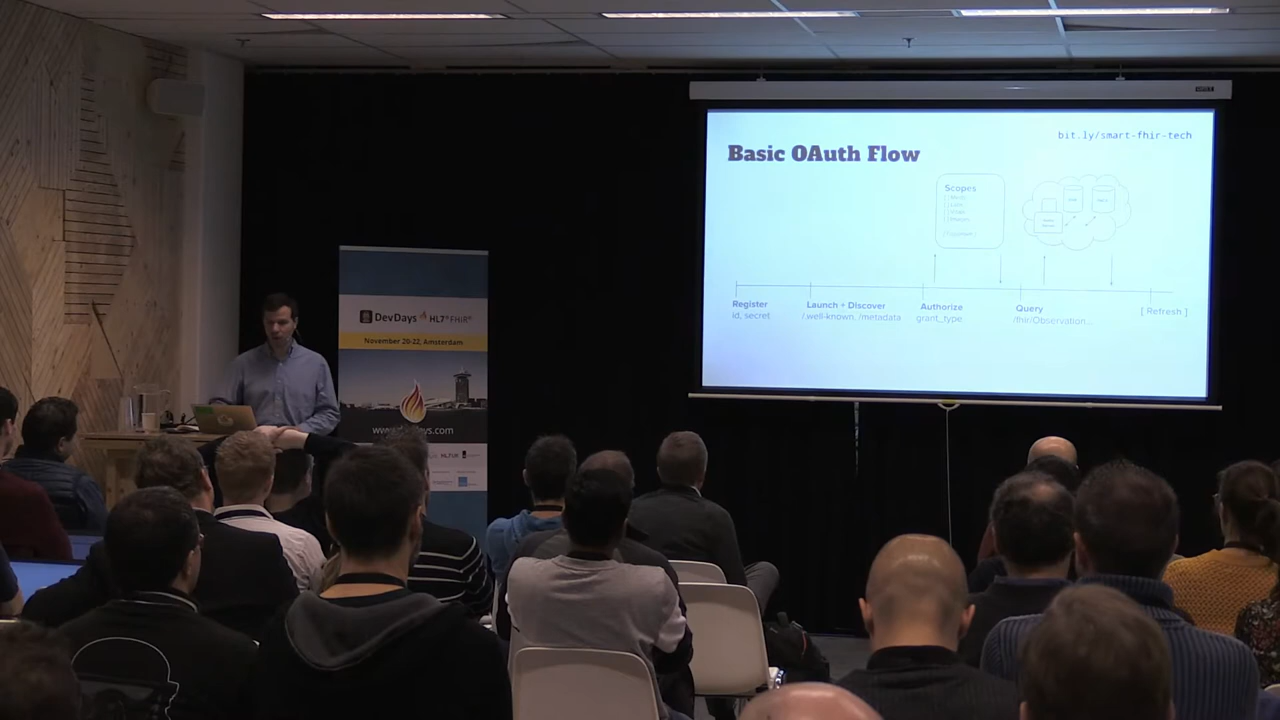 bit.ly/smart-fhir-tech
Basic OAuth Flow
Scopes
Register
id, secret
Launch + Discover
/.well-known, /metadata
Authorize
grant_type
Query
/fhir/Observation...
[ Refresh ]
DevDays HL7 FHIR
November 20-22, Amsterdam